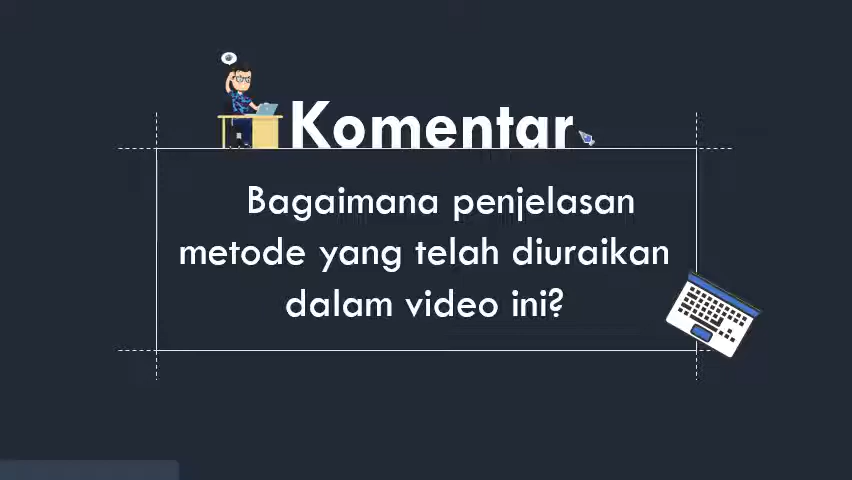 Komentar
Bagaimana penjelasan
metode yang telah diuraikan
dalam video ini?